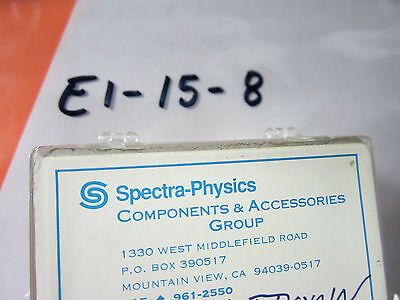 E1-15-8
Spectra-Physics
COMPONENTS & ACCESSORIES
GROUP
1330 WEST MIDDLEFIELD ROAD
P.O. BOX 390517
MOUNTAIN VIEW, CA 94039-0517
961-2550